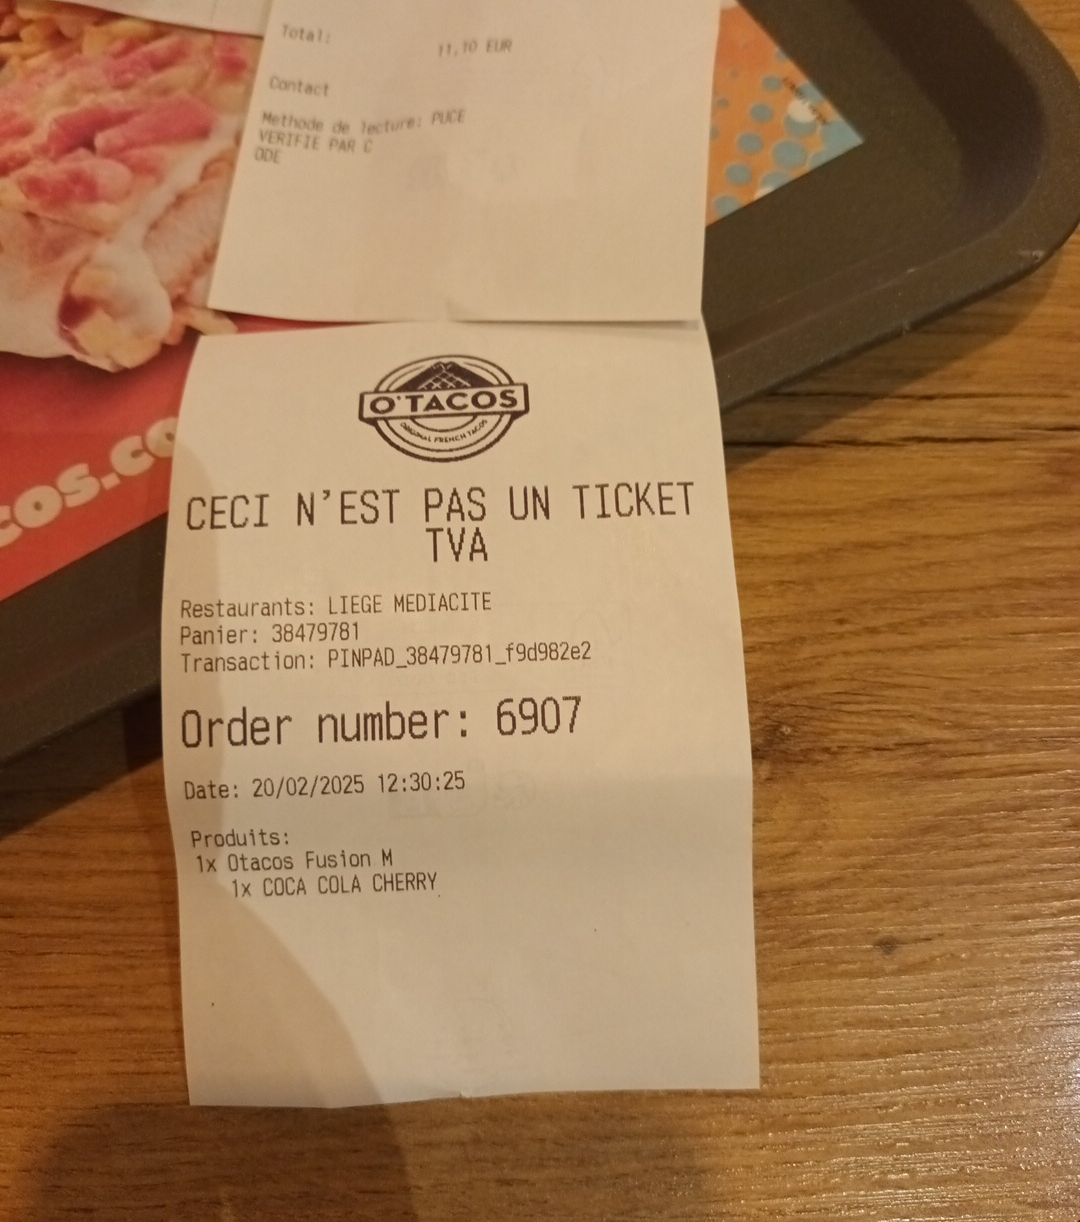 Total:
11,10 EUR
Contact
Méthode de lecture: PUCE
VERIFIE PAR C
ODE
O'TACOS
ORIGINAL FRENCH TACOS
CECI N'EST PAS UN TICKET
TVA
Restaurants: LIEGE MEDIACITE
Panier: 38479781
Transaction: PINPAD_38479781_f9d982e2
Order number: 6907
Date: 20/02/2025 12:30:25
Produits:
1x Otacos Fusion M
1x COCA COLA CHERRY